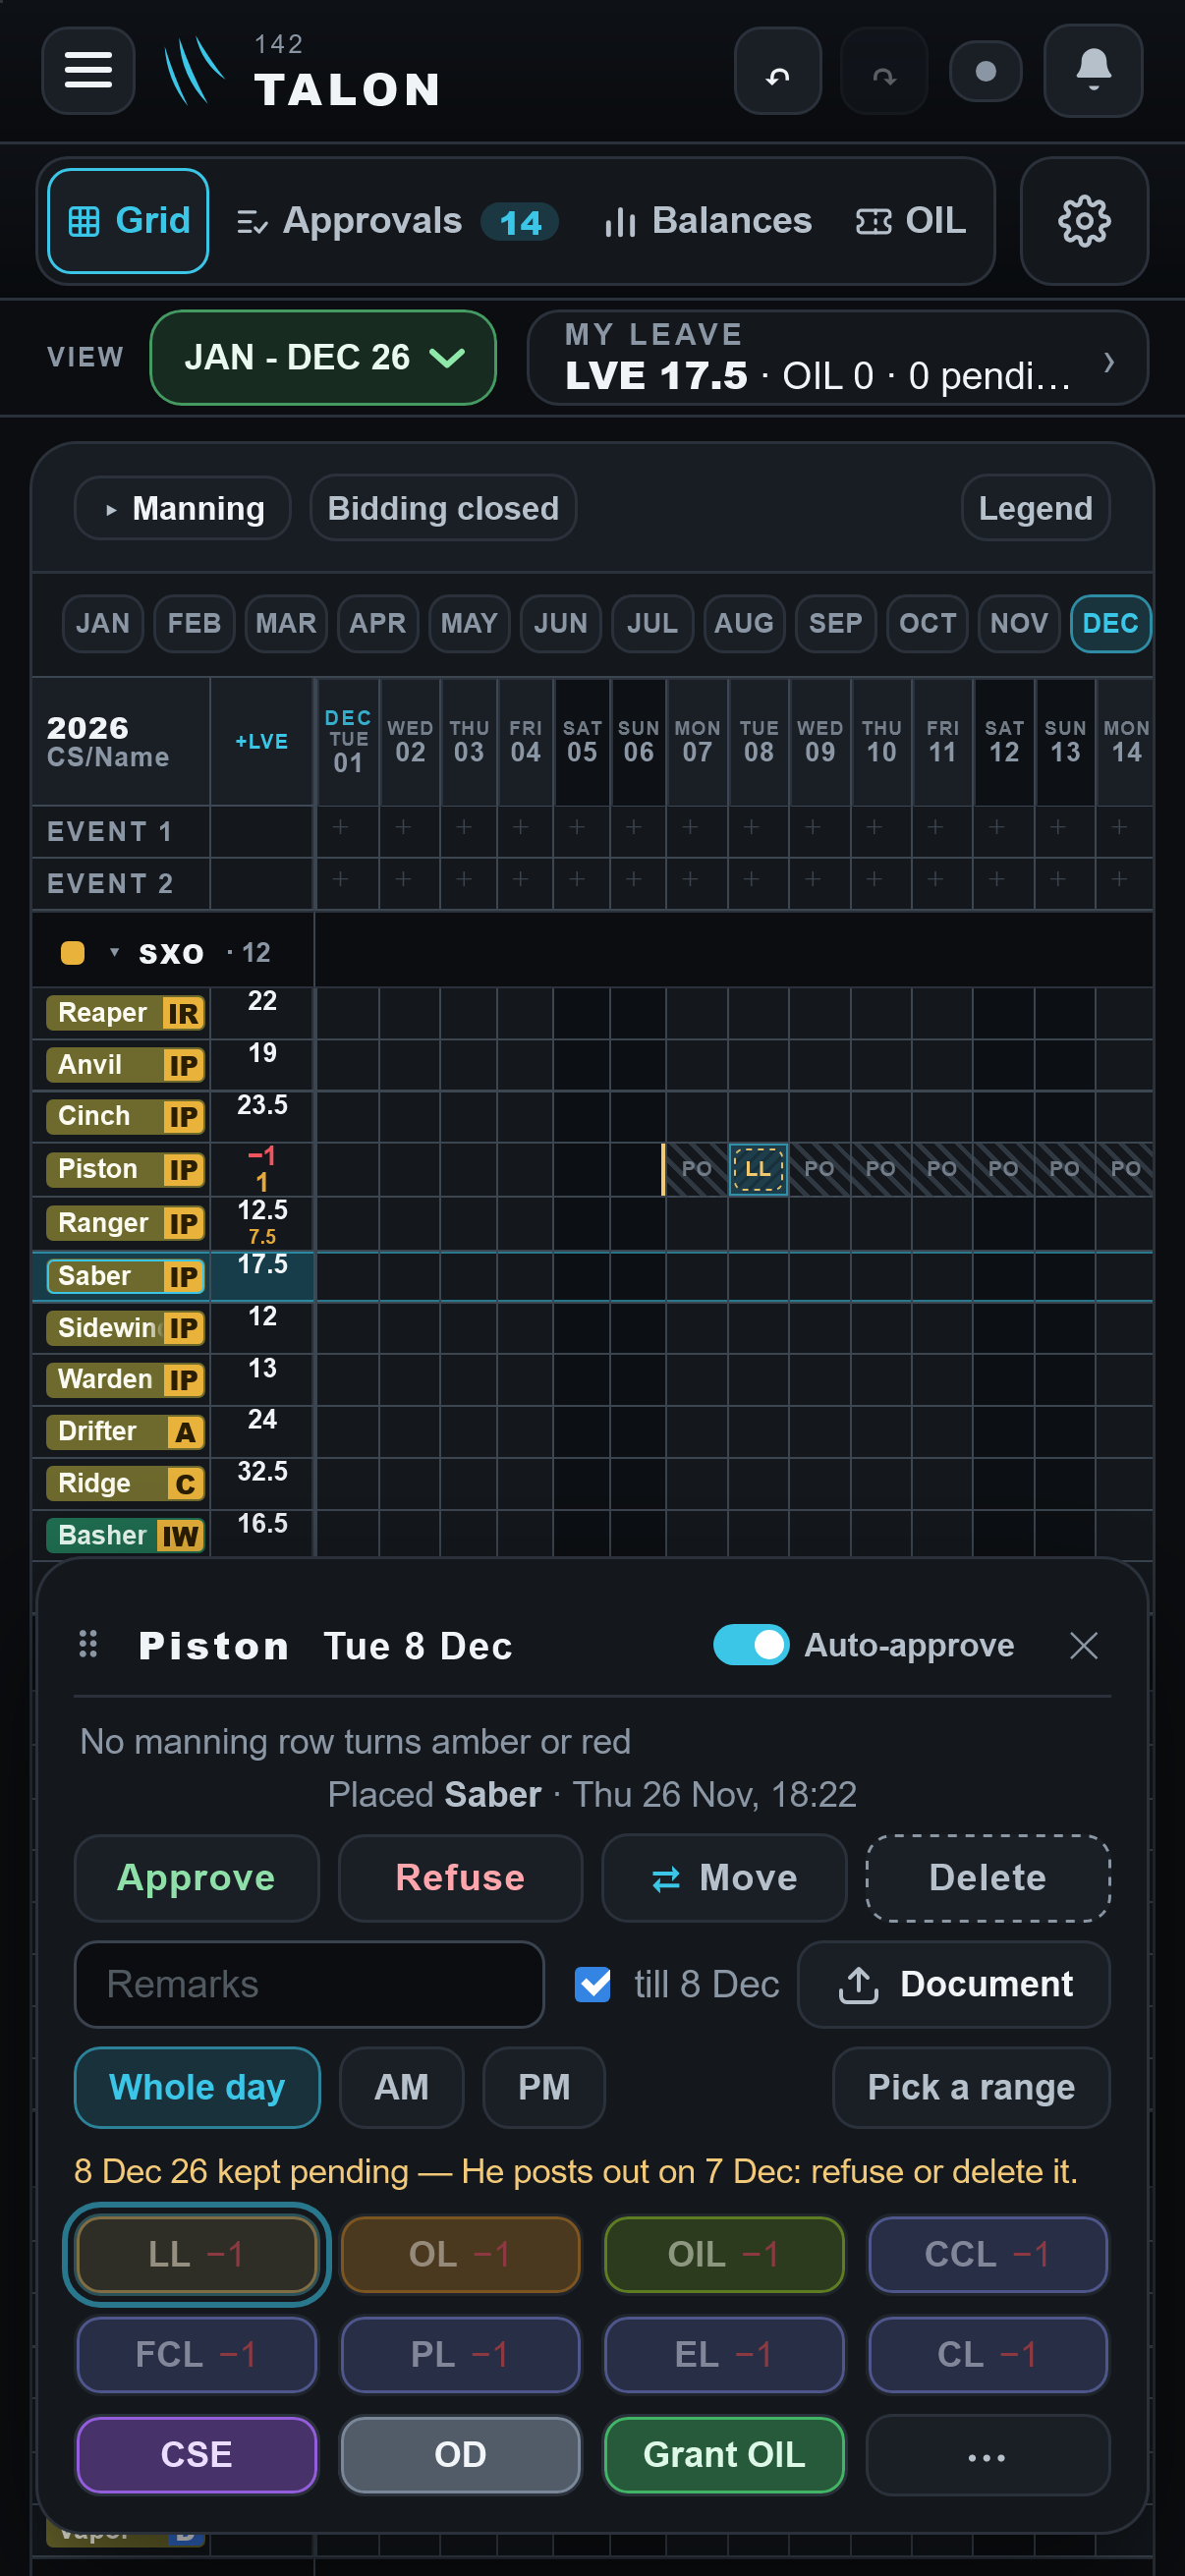 142
TALON
Grid
Approvals 14
Balances
OIL
VIEW
JAN - DEC 26
MY LEAVE
LVE 17.5 · OIL 0 · 0 pendi…
▸ Manning
Bidding closed
Legend
JAN FEB MAR APR MAY JUN JUL AUG SEP OCT NOV DEC
2026
CS/Name
+LVE
DEC TUE 01
WED 02
THU 03
FRI 04
SAT 05
SUN 06
MON 07
TUE 08
WED 09
THU 10
FRI 11
SAT 12
SUN 13
MON 14
EVENT 1 + + + + + + + + + + + + + +
EVENT 2 + + + + + + + + + + + + + +
▾ SXO · 12
Reaper IR 22
Anvil IP 19
Cinch IP 23.5
Piston IP −1 1 PO LL PO PO PO PO PO PO
Ranger IP 12.5 7.5
Saber IP 17.5
Sidewin IP 12
Warden IP 13
Drifter A 24
Ridge C 32.5
Basher IW 16.5
Piston Tue 8 Dec
Auto-approve
No manning row turns amber or red
Placed Saber · Thu 26 Nov, 18:22
Approve
Refuse
Move
Delete
Remarks
till 8 Dec
Document
Whole day
AM
PM
Pick a range
8 Dec 26 kept pending — He posts out on 7 Dec: refuse or delete it.
LL −1
OL −1
OIL −1
CCL −1
FCL −1
PL −1
EL −1
CL −1
CSE
OD
Grant OIL
···